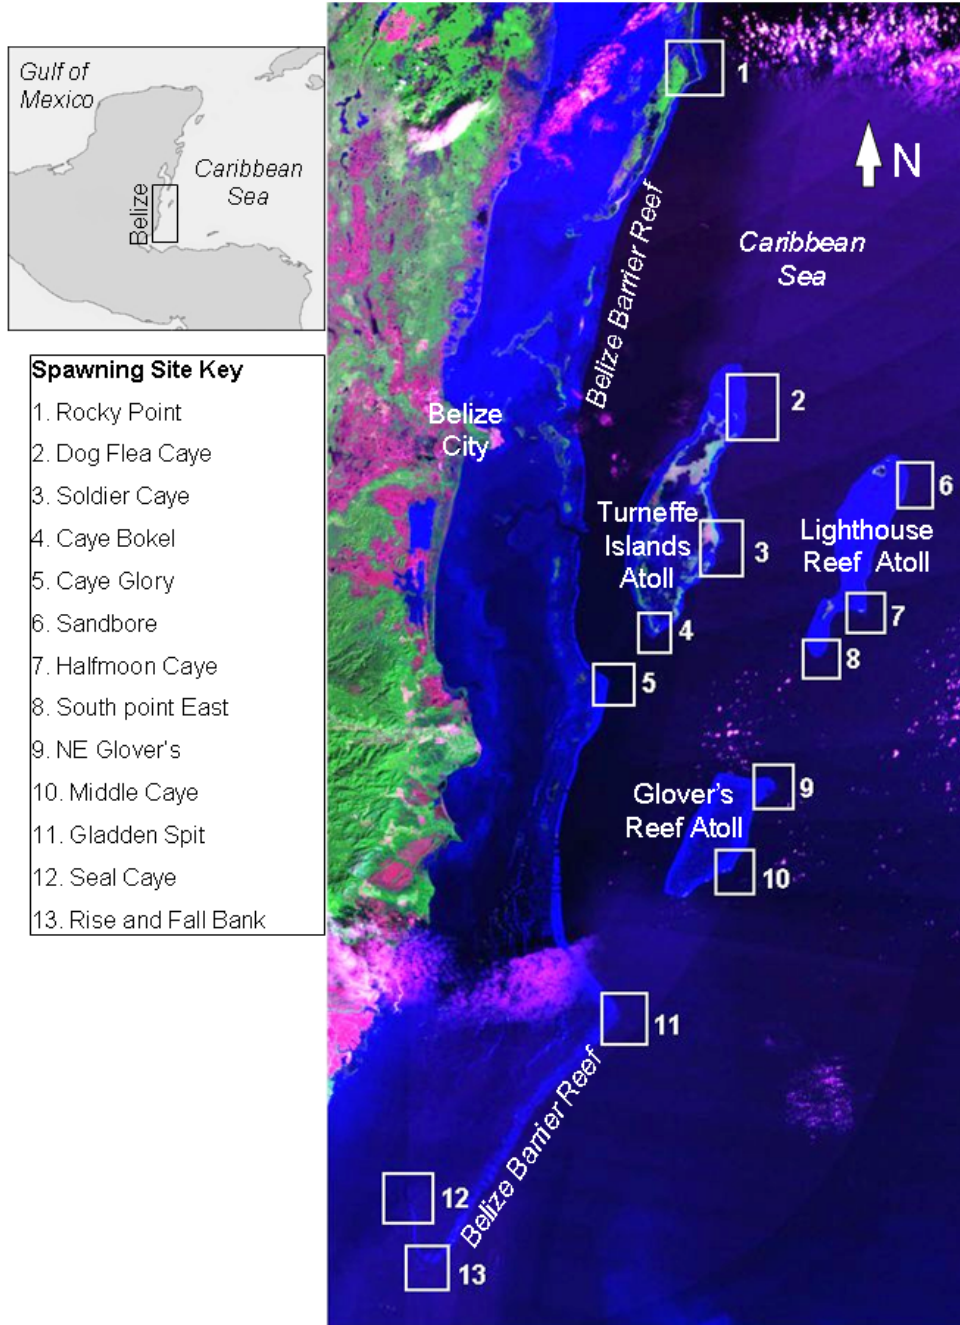 Gulf of
Mexico
Caribbean
Sea
Belize
Spawning Site Key
1. Rocky Point
2. Dog Flea Caye
3. Soldier Caye
4. Caye Bokel
5. Caye Glory
6. Sandbore
7. Halfmoon Caye
8. South point East
9. NE Glover's
10. Middle Caye
11. Gladden Spit
12. Seal Caye
13. Rise and Fall Bank
1
N
Belize Barrier Reef
Caribbean
Sea
2
Belize
City
6
Turneffe
Islands
Atoll
3
Lighthouse
Reef Atoll
7
4
8
5
9
Glover's
Reef Atoll
10
11
Belize Barrier Reef
12
13